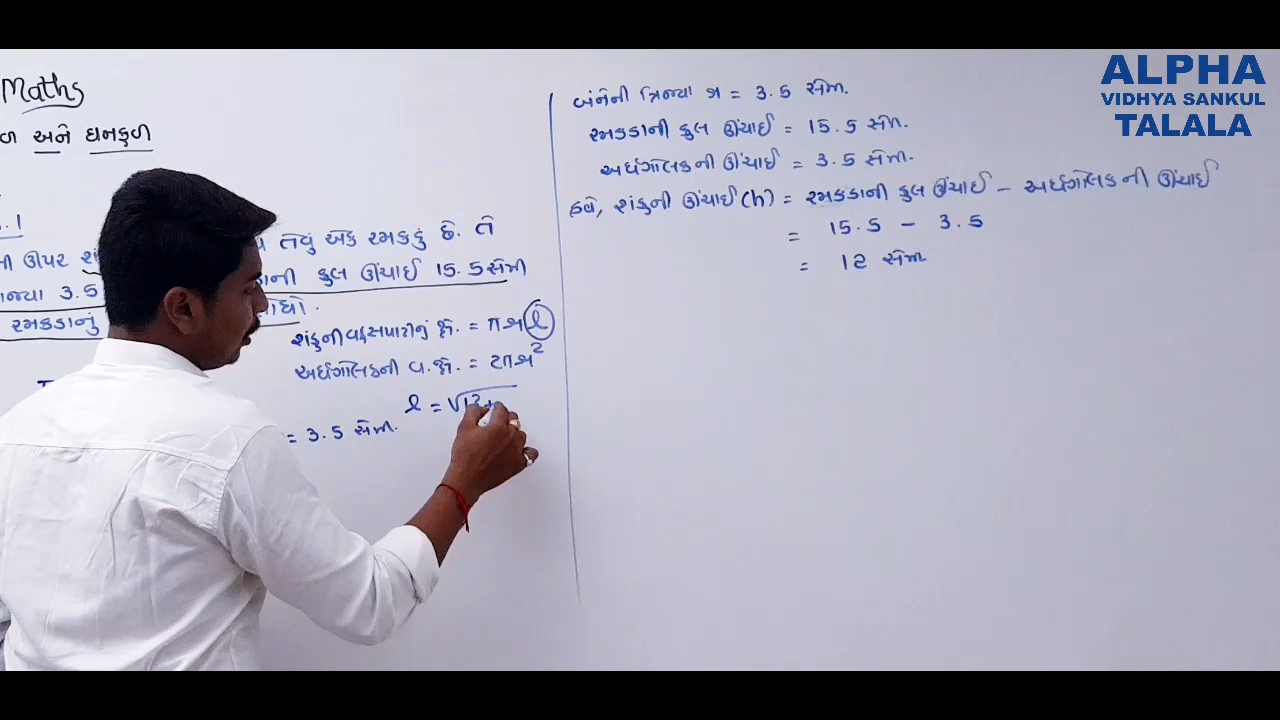 Maths
અને ઘનફળ
.1
ની ઊપર તેવું એક રમકડું છે. તે
ત્રિજ્યા 3.5 કુલ ઊંચાઈ 15.5 સેમી
રમકડાનું શોધો.
શંકુની વક્રસપાટીનું ક્ષે. = πrl
અર્ધગોલકની વ.ક્ષે. = 2πr²
l = √
= 3.5 સેમી.
બંનેની ત્રિજ્યા r = 3.5 સેમી.
રમકડાની કુલ ઊંચાઈ = 15.5 સેમી.
અર્ધગોલકની ઊંચાઈ = 3.5 સેમી.
હવે, શંકુની ઊંચાઈ (h) = રમકડાની કુલ ઊંચાઈ - અર્ધગોલકની ઊંચાઈ
= 15.5 - 3.5
= 12 સેમી
ALPHA
VIDHYA SANKUL
TALALA